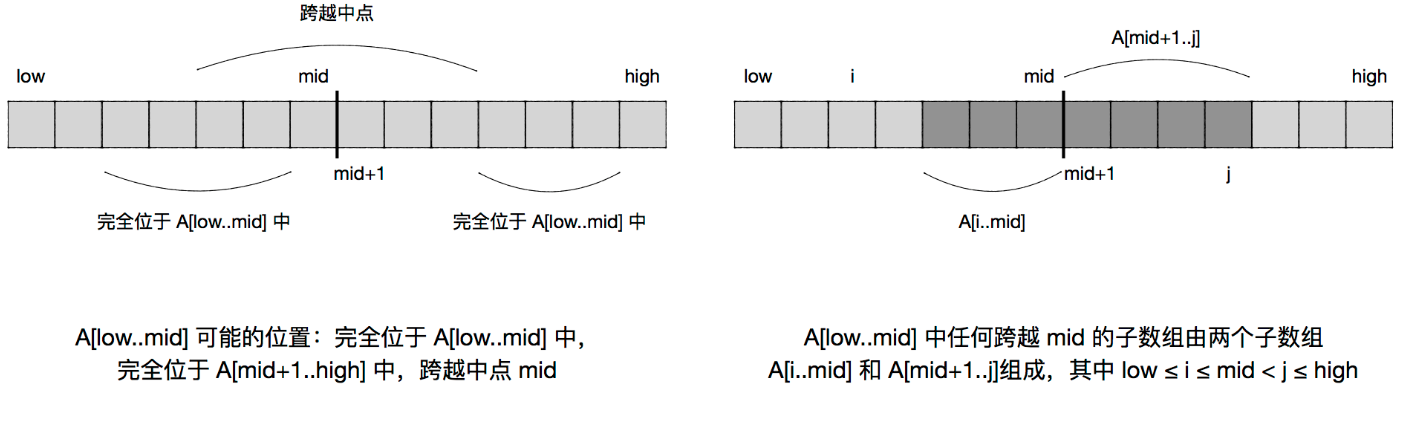 跨越中点
low
mid
high
mid+1
完全位于 A[low..mid] 中
完全位于 A[low..mid] 中
A[low..mid] 可能的位置：完全位于 A[low..mid] 中，
完全位于 A[mid+1..high] 中，跨越中点 mid
A[mid+1..j]
low
i
mid
high
mid+1
j
A[i..mid]
A[low..mid] 中任何跨越 mid 的子数组由两个子数组
A[i..mid] 和 A[mid+1..j]组成，其中 low ≤ i ≤ mid < j ≤ high